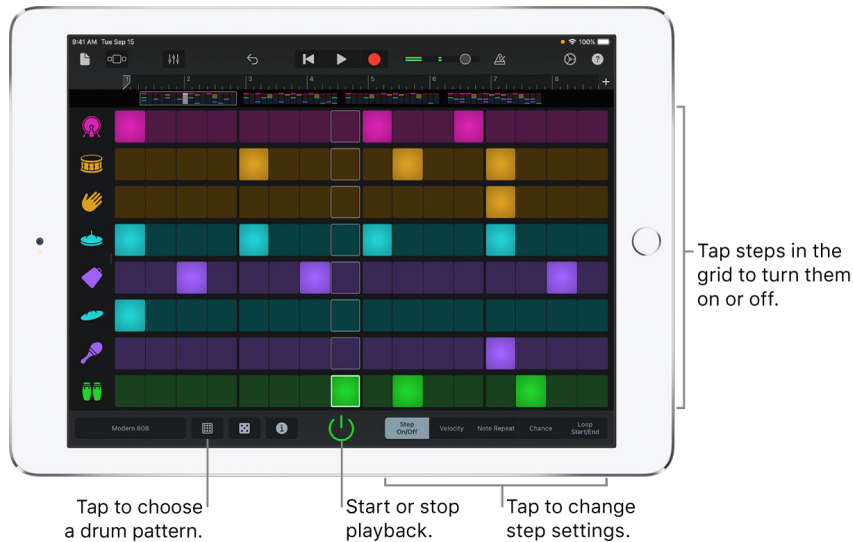 9:41 AM Tue Sep 15
100%
1 2 3 4 5 6 7 8 +
Tap steps in the
grid to turn them
on or off.
Modern 808
Step
On/Off
Velocity
Note Repeat
Chance
Loop
Start/End
Tap to choose
a drum pattern.
Start or stop
playback.
Tap to change
step settings.